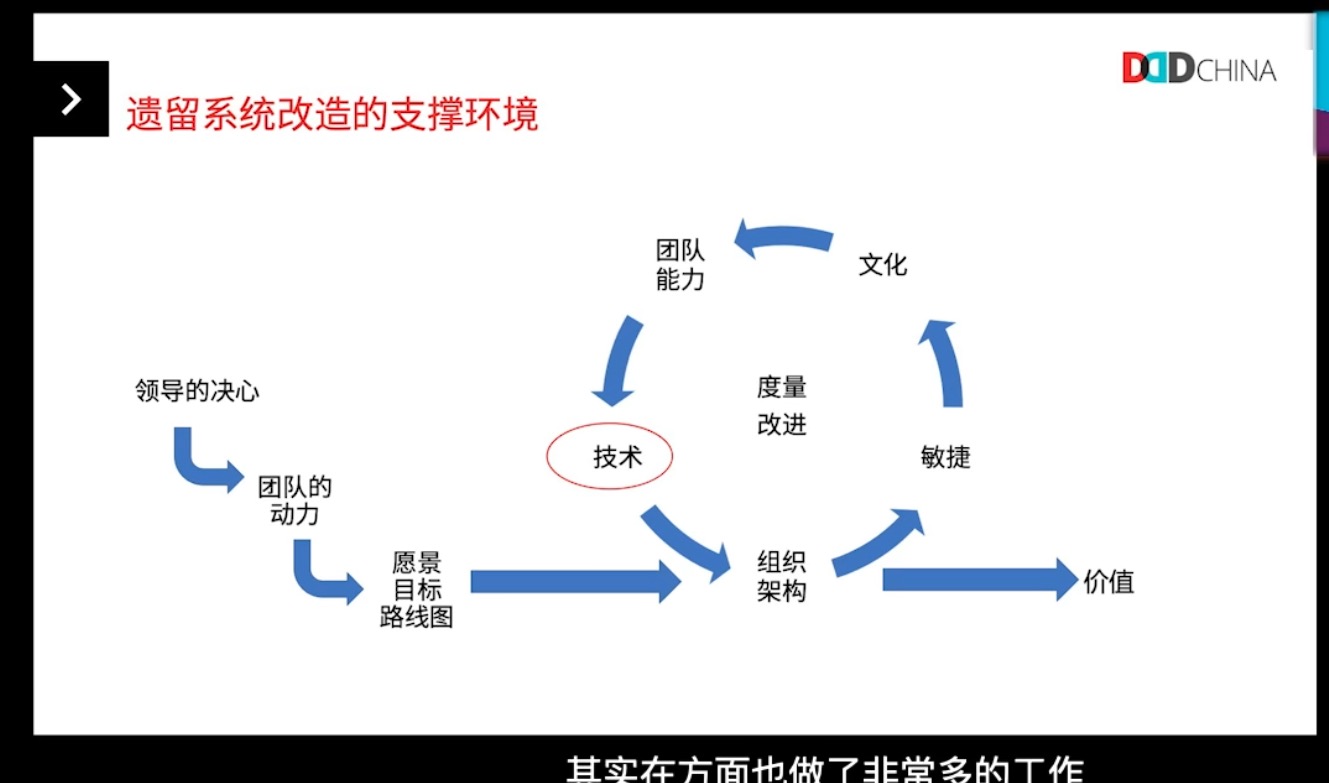 DDDCHINA
遗留系统改造的支撑环境
团队
能力
文化
领导的决心
度量
改进
技术
敏捷
团队的
动力
愿景
目标
路线图
组织
架构
价值
其实在方面也做了非常多的工作